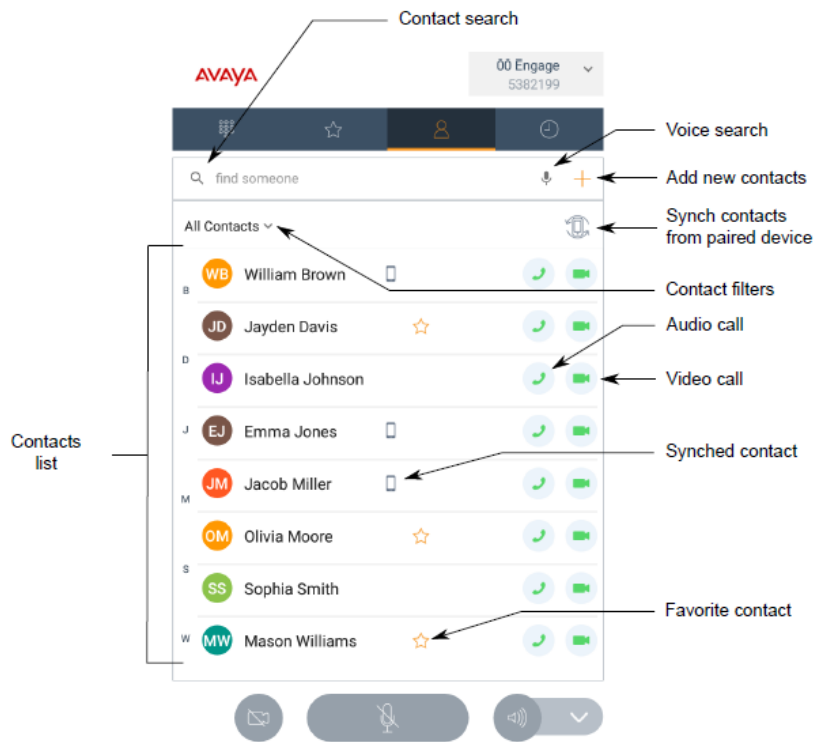 Contact search
AVAYA
00 Engage
5382199
Voice search
find someone
Add new contacts
All Contacts
Synch contacts
from paired device
WB William Brown
B
Contact filters
JD Jayden Davis
Audio call
D
IJ Isabella Johnson
Video call
J EJ Emma Jones
Contacts
list
Synched contact
JM Jacob Miller
M
OM Olivia Moore
S
SS Sophia Smith
Favorite contact
W MW Mason Williams